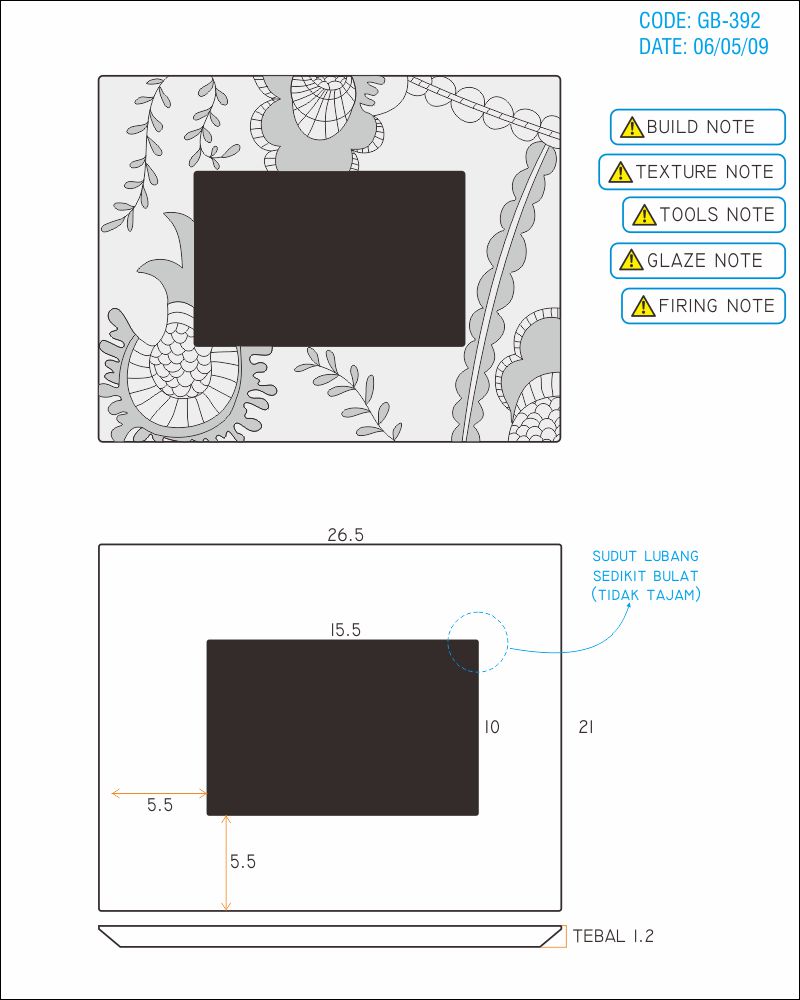 CODE: GB-392
DATE: 06/05/09
BUILD NOTE
TEXTURE NOTE
TOOLS NOTE
GLAZE NOTE
FIRING NOTE
26.5
SUDUT LUBANG
SEDIKIT BULAT
(TIDAK TAJAM)
15.5
10
21
5.5
5.5
TEBAL 1.2